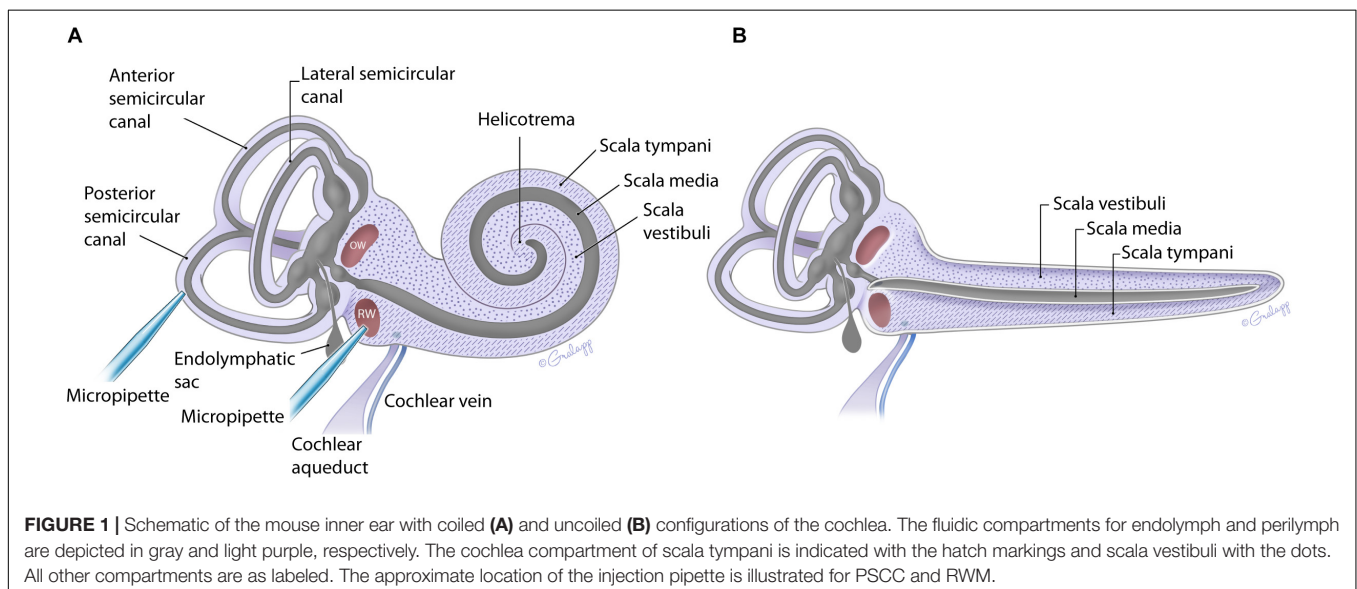 A
B
Anterior
semicircular
canal
Lateral semicircular
canal
Helicotrema
Scala tympani
Scala media
Scala
vestibuli
Posterior
semicircular
canal
OW
RW
Endolymphatic
sac
Micropipette
Micropipette
Cochlear vein
Cochlear
aqueduct
©Gralapp
Scala vestibuli
Scala media
Scala tympani
©Gralapp
FIGURE 1 | Schematic of the mouse inner ear with coiled (A) and uncoiled (B) configurations of the cochlea. The fluidic compartments for endolymph and perilymph
are depicted in gray and light purple, respectively. The cochlea compartment of scala tympani is indicated with the hatch markings and scala vestibuli with the dots.
All other compartments are as labeled. The approximate location of the injection pipette is illustrated for PSCC and RWM.